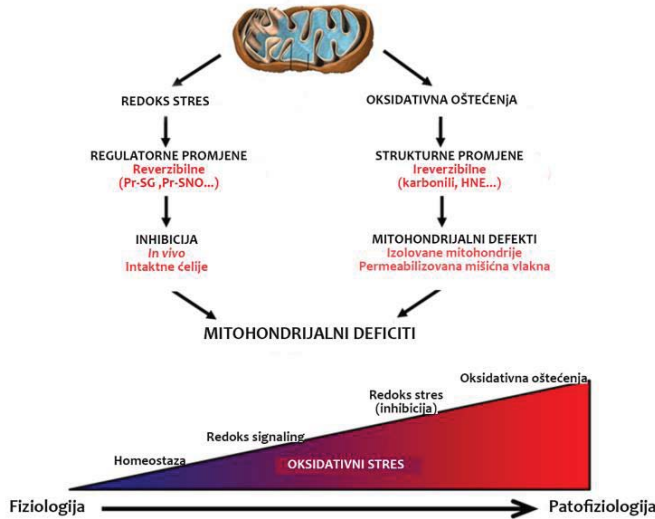 REDOKS STRES
OKSIDATIVNA OŠTEĆENjA
REGULATORNE PROMJENE
Reverzibilne
(Pr-SG ,Pr-SNO...)
STRUKTURNE PROMJENE
Ireverzibilne
(karbonili, HNE...)
INHIBICIJA
In vivo
Intaktne ćelije
MITOHONDRIJALNI DEFEKTI
Izolovane mitohondrije
Permeabilizovana mišićna vlakna
MITOHONDRIJALNI DEFICITI
Oksidativna oštećenja
Redoks stres
(inhibicija)
Redoks signaling
Homeostaza
OKSIDATIVNI STRES
Fiziologija
Patofiziologija